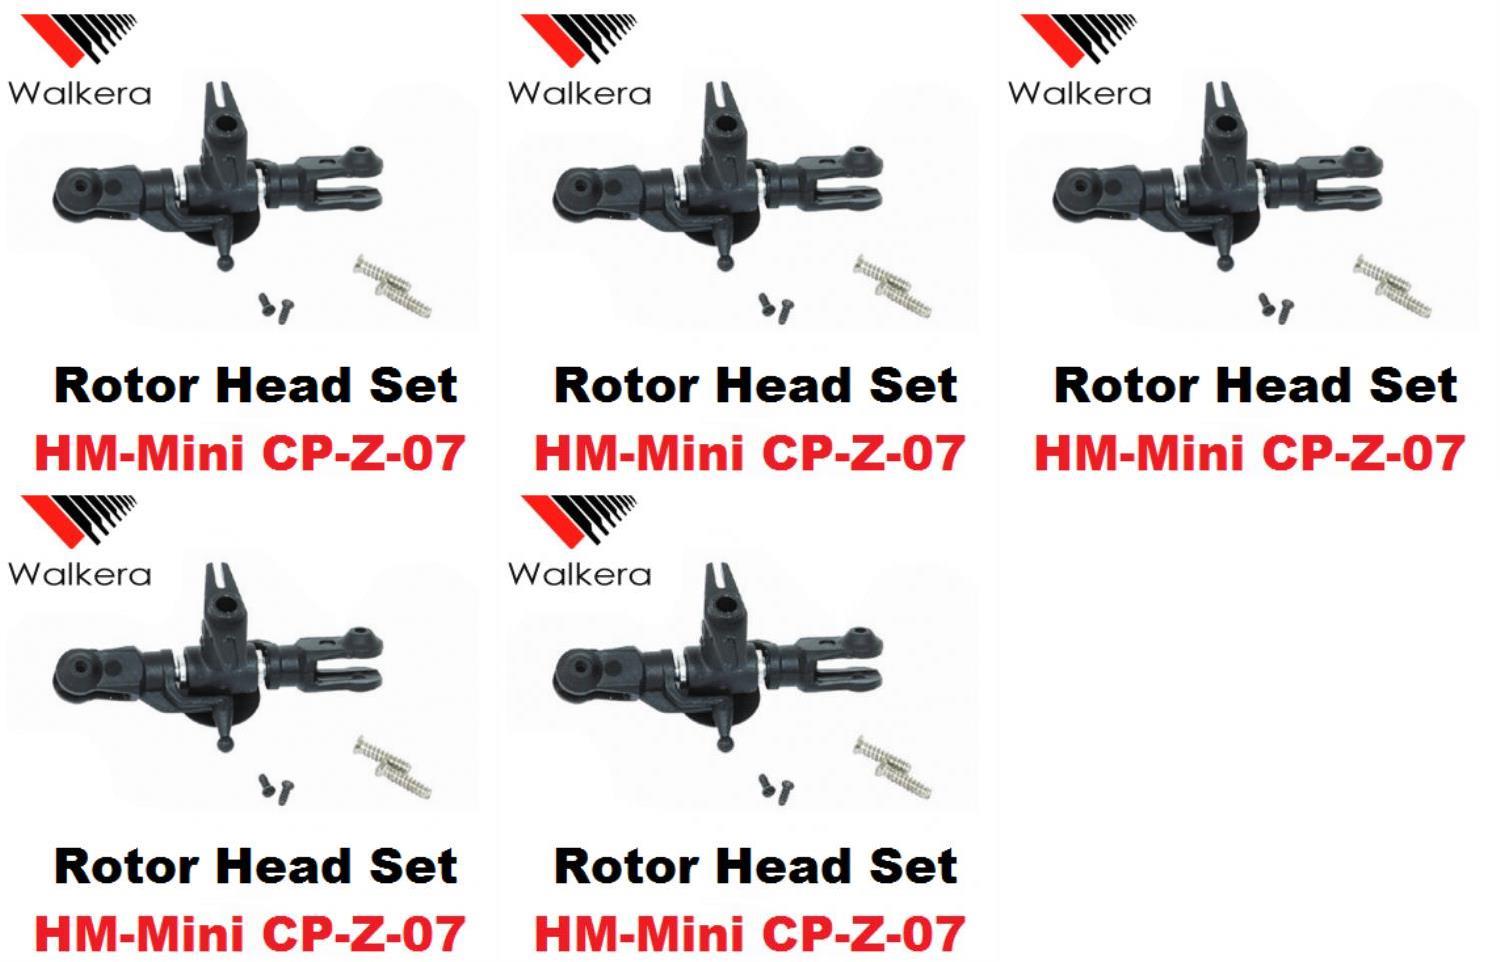 Walkera
Rotor Head Set
HM-Mini CP-Z-07
Walkera
Rotor Head Set
HM-Mini CP-Z-07
Walkera
Rotor Head Set
HM-Mini CP-Z-07
Walkera
Rotor Head Set
HM-Mini CP-Z-07
Walkera
Rotor Head Set
HM-Mini CP-Z-07